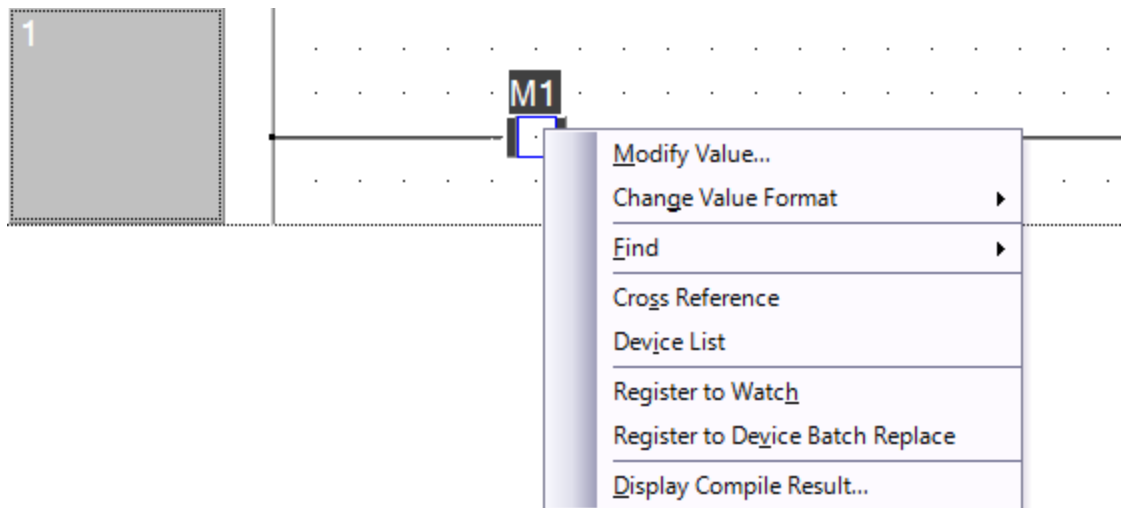 1
M1
Modify Value...
Change Value Format
Find
Cross Reference
Device List
Register to Watch
Register to Device Batch Replace
Display Compile Result...